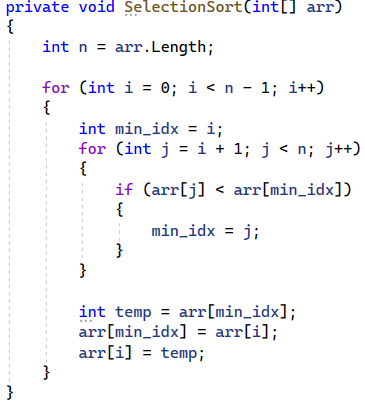 private void SelectionSort(int[] arr)
{
    int n = arr.Length;

    for (int i = 0; i < n - 1; i++)
    {
        int min_idx = i;
        for (int j = i + 1; j < n; j++)
        {
            if (arr[j] < arr[min_idx])
            {
                min_idx = j;
            }
        }

        int temp = arr[min_idx];
        arr[min_idx] = arr[i];
        arr[i] = temp;
    }
}